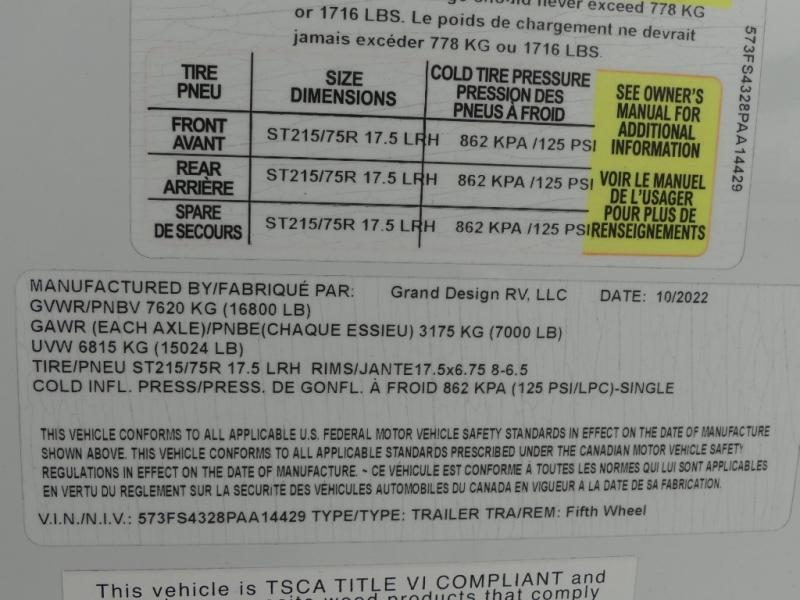 never exceed 778 KG
or 1716 LBS. Le poids de chargement ne devrait
jamais excéder 778 KG ou 1716 LBS.
573FS4328PAA14429
TIRE PNEU SIZE DIMENSIONS COLD TIRE PRESSURE PRESSION DES PNEUS À FROID
FRONT AVANT ST215/75R 17.5 LRH 862 KPA /125 PSI
REAR ARRIÈRE ST215/75R 17.5 LRH 862 KPA /125 PSI
SPARE DE SECOURS ST215/75R 17.5 LRH 862 KPA /125 PSI
SEE OWNER'S
MANUAL FOR
ADDITIONAL
INFORMATION
VOIR LE MANUEL
DE L'USAGER
POUR PLUS DE
RENSEIGNEMENTS
MANUFACTURED BY/FABRIQUÉ PAR: Grand Design RV, LLC DATE: 10/2022
GVWR/PNBV 7620 KG (16800 LB)
GAWR (EACH AXLE)/PNBE(CHAQUE ESSIEU) 3175 KG (7000 LB)
UVW 6815 KG (15024 LB)
TIRE/PNEU ST215/75R 17.5 LRH RIMS/JANTE17.5x6.75 8-6.5
COLD INFL. PRESS/PRESS. DE GONFL. À FROID 862 KPA (125 PSI/LPC)-SINGLE
THIS VEHICLE CONFORMS TO ALL APPLICABLE U.S. FEDERAL MOTOR VEHICLE SAFETY STANDARDS IN EFFECT ON THE DATE OF MANUFACTURE
SHOWN ABOVE. THIS VEHICLE CONFORMS TO ALL APPLICABLE STANDARDS PRESCRIBED UNDER THE CANADIAN MOTOR VEHICLE SAFETY
REGULATIONS IN EFFECT ON THE DATE OF MANUFACTURE. ~ CE VÉHICULE EST CONFORME À TOUTES LES NORMES QUI LUI SONT APPLICABLES
EN VERTU DU REGLEMENT SUR LA SÉCURITÉ DES VÉHICULES AUTOMOBILES DU CANADA EN VIGUEUR A LA DATE DE SA FABRICATION.
V.I.N./N.I.V.: 573FS4328PAA14429 TYPE/TYPE: TRAILER TRA/REM: Fifth Wheel
This vehicle is TSCA TITLE VI COMPLIANT and
wood products that comply